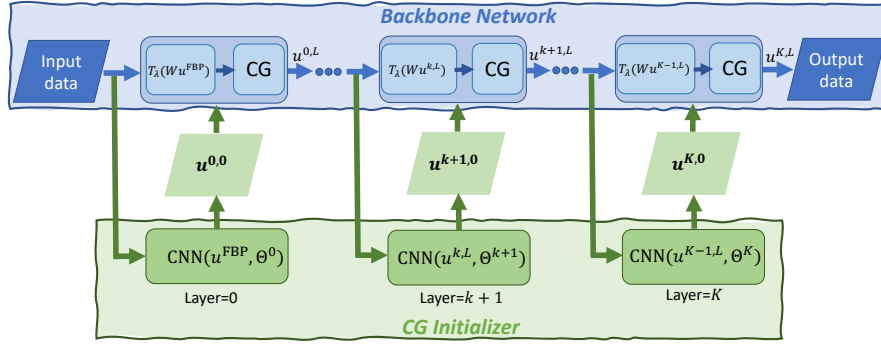 Backbone Network
Input data
T_λ(Wu^FBP)
CG
u^{0,L}
T_λ(Wu^{k,L})
CG
u^{k+1,L}
T_λ(Wu^{K−1,L})
CG
u^{K,L}
Output data
u^{0,0}
u^{k+1,0}
u^{K,0}
CNN(u^FBP, Θ^0)
CNN(u^{k,L}, Θ^{k+1})
CNN(u^{K−1,L}, Θ^K)
Layer=0
Layer=k + 1
Layer=K
CG Initializer